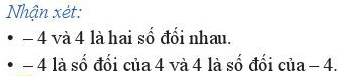 Nhận xét:
• – 4 và 4 là hai số đối nhau.
• – 4 là số đối của 4 và 4 là số đối của – 4.